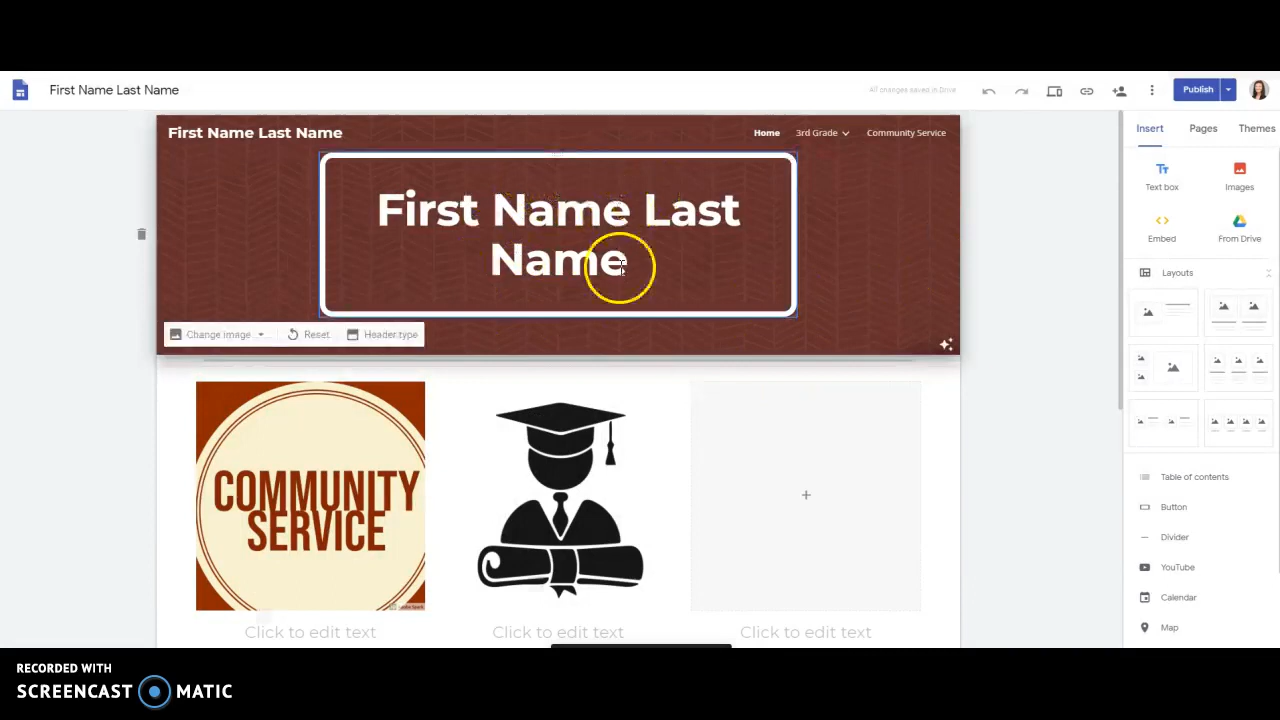 First Name Last Name
All changes saved in Drive
Publish
First Name Last Name
Home
3rd Grade
Community Service
First Name Last
Name
Change image
Reset
Header type
COMMUNITY
SERVICE
Click to edit text
Click to edit text
Click to edit text
Insert
Pages
Themes
Text box
Images
Embed
From Drive
Layouts
Table of contents
Button
Divider
YouTube
Calendar
Map
RECORDED WITH
SCREENCAST MATIC